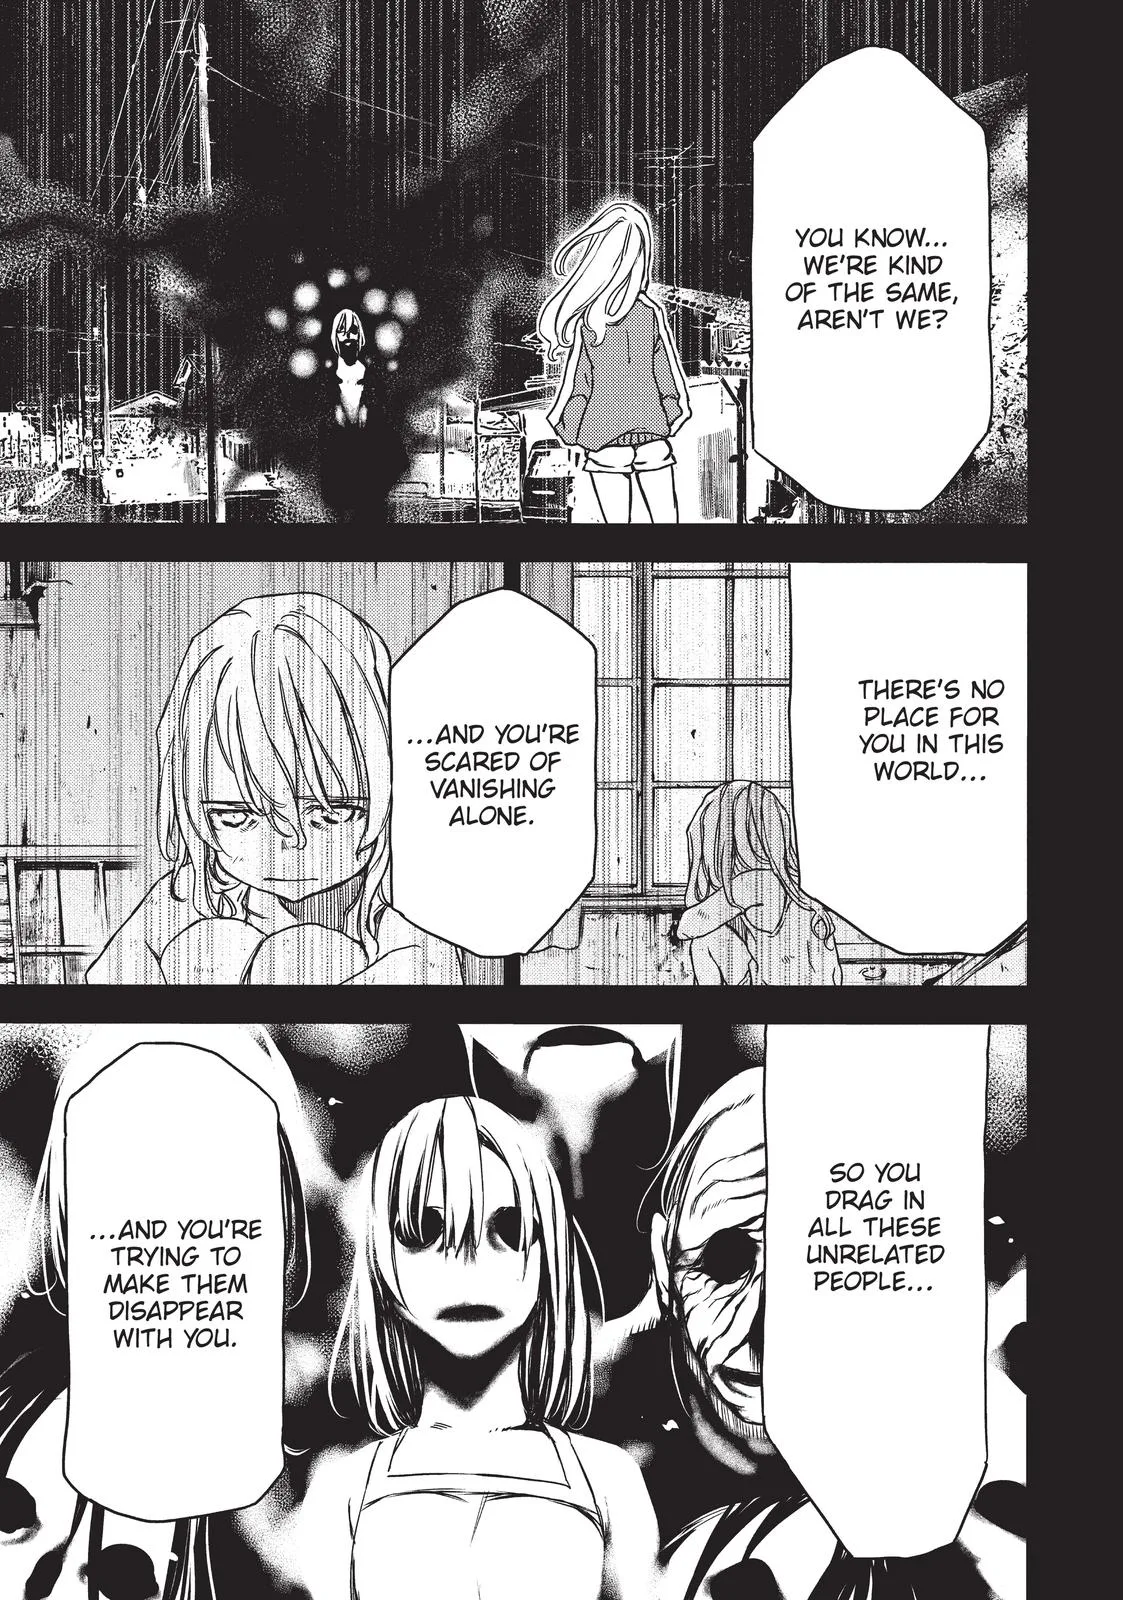 YOU KNOW...
WE'RE KIND
OF THE SAME,
AREN'T WE?
THERE'S NO
PLACE FOR
YOU IN THIS
WORLD...
...AND YOU'RE
SCARED OF
VANISHING
ALONE.
SO YOU
DRAG IN
ALL THESE
UNRELATED
PEOPLE...
...AND YOU'RE
TRYING TO
MAKE THEM
DISAPPEAR
WITH YOU.